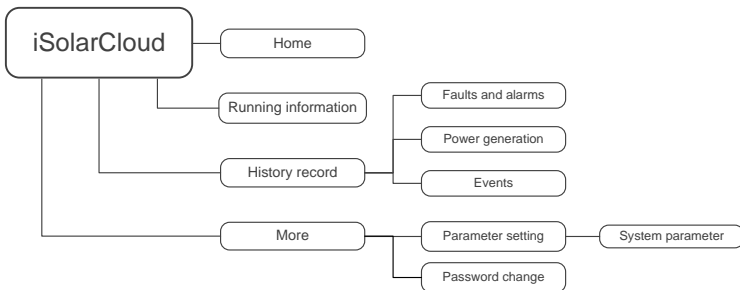 iSolarCloud
Home
Running information
Faults and alarms
Power generation
History record
Events
More
Parameter setting
System parameter
Password change